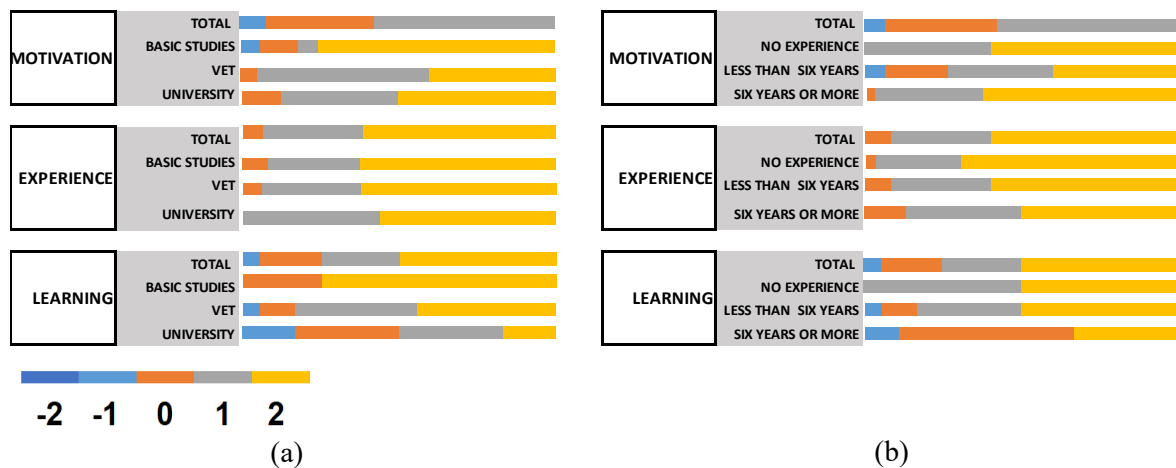 TOTAL
BASIC STUDIES
MOTIVATION
VET
UNIVERSITY
TOTAL
BASIC STUDIES
EXPERIENCE
VET
UNIVERSITY
TOTAL
BASIC STUDIES
LEARNING
VET
UNIVERSITY
-2 -1 0 1 2
(a)
TOTAL
NO EXPERIENCE
MOTIVATION
LESS THAN SIX YEARS
SIX YEARS OR MORE
TOTAL
NO EXPERIENCE
EXPERIENCE
LESS THAN SIX YEARS
SIX YEARS OR MORE
TOTAL
NO EXPERIENCE
LEARNING
LESS THAN SIX YEARS
SIX YEARS OR MORE
(b)